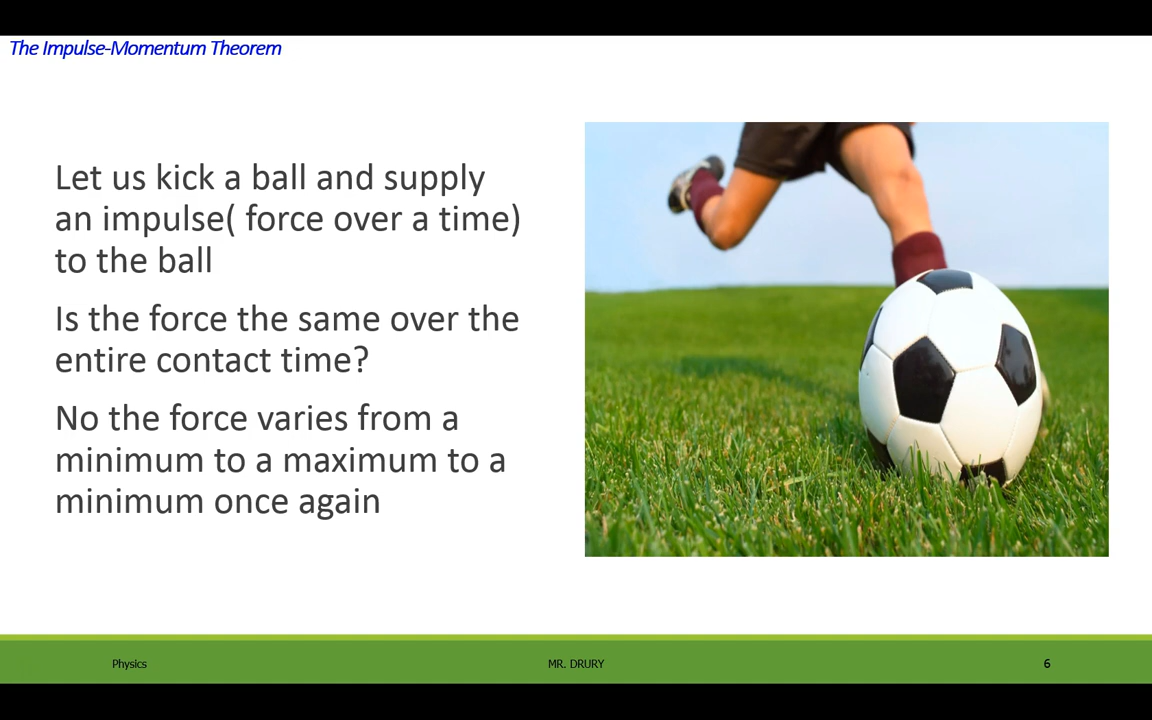 The Impulse-Momentum Theorem
Let us kick a ball and supply
an impulse( force over a time)
to the ball
Is the force the same over the
entire contact time?
No the force varies from a
minimum to a maximum to a
minimum once again
Physics
MR. DRURY
6